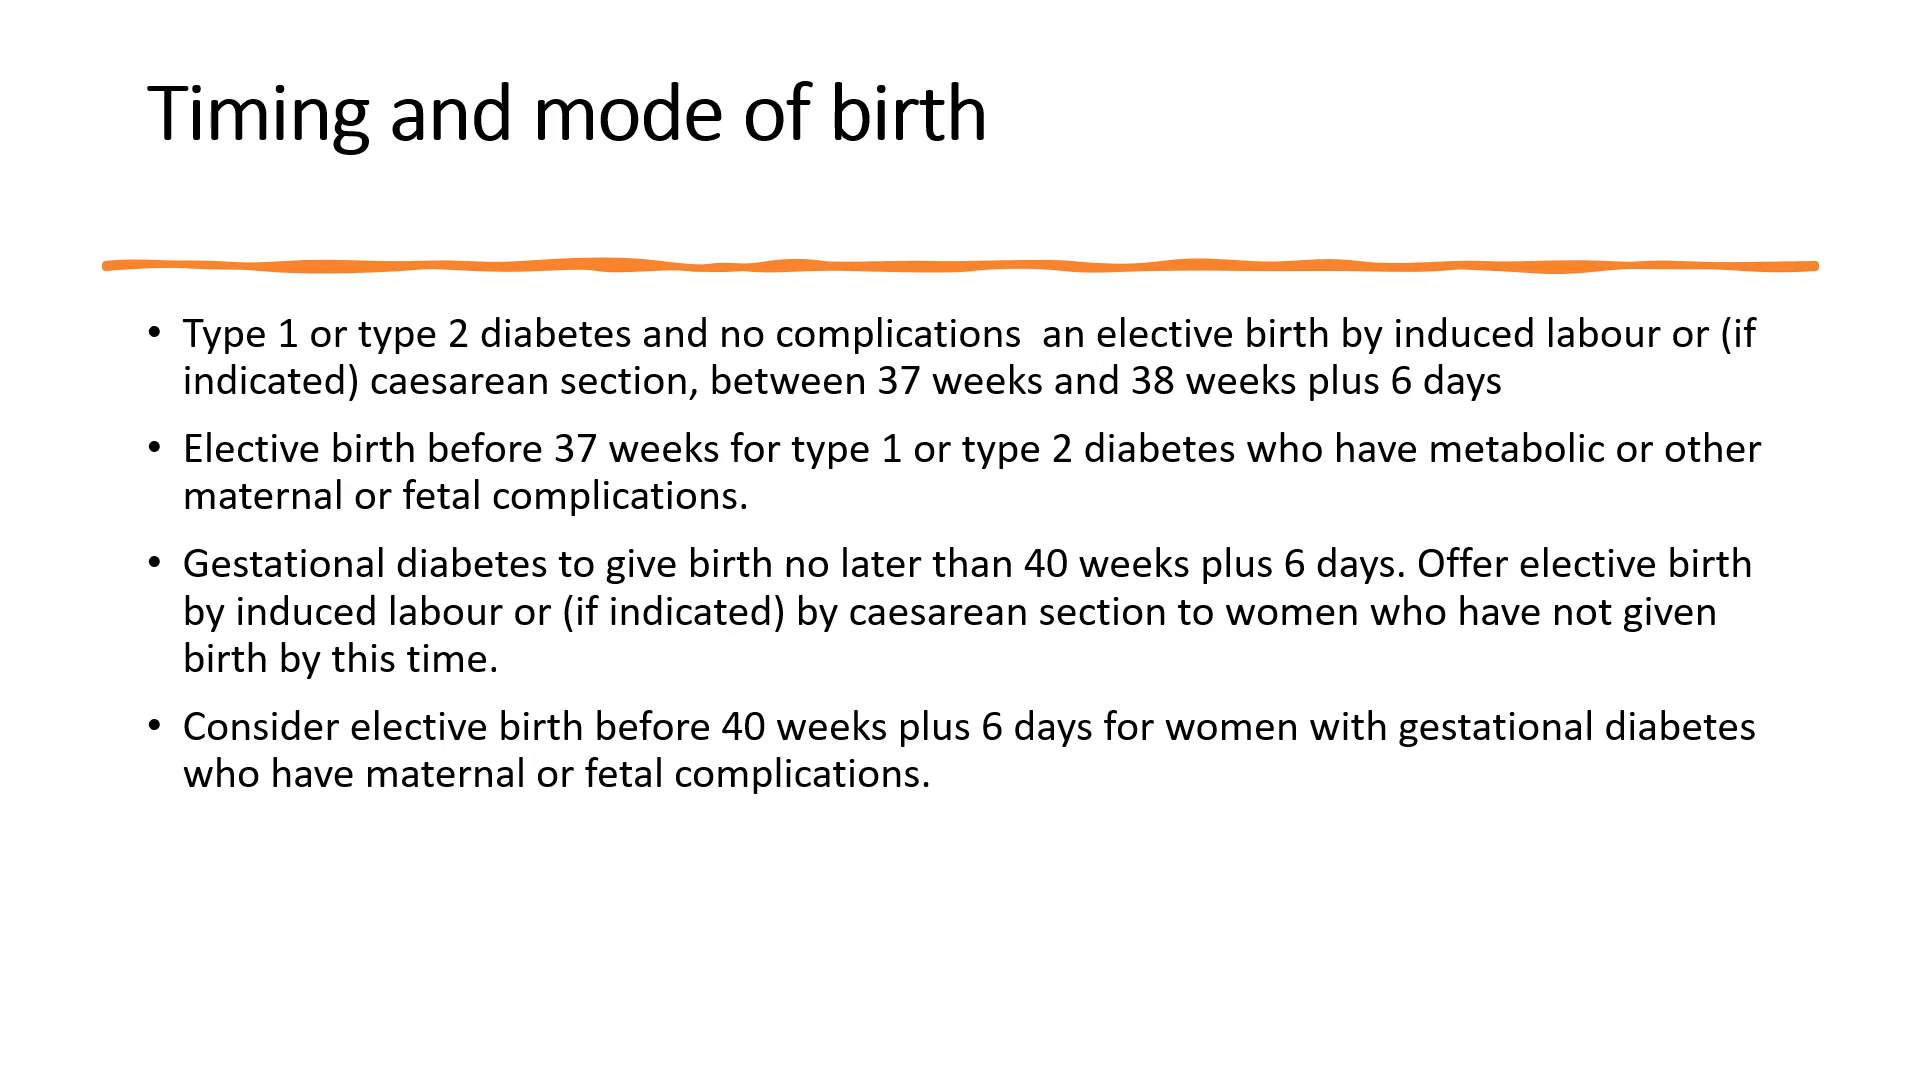 Timing and mode of birth
• Type 1 or type 2 diabetes and no complications  an elective birth by induced labour or (if
indicated) caesarean section, between 37 weeks and 38 weeks plus 6 days
• Elective birth before 37 weeks for type 1 or type 2 diabetes who have metabolic or other
maternal or fetal complications.
• Gestational diabetes to give birth no later than 40 weeks plus 6 days. Offer elective birth
by induced labour or (if indicated) by caesarean section to women who have not given
birth by this time.
• Consider elective birth before 40 weeks plus 6 days for women with gestational diabetes
who have maternal or fetal complications.